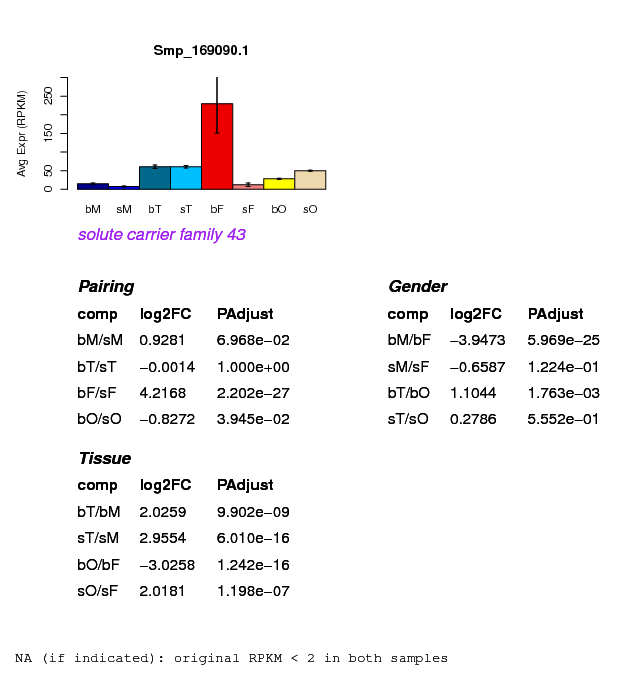 Smp_169090.1
Avg Expr (RPKM)
0 50 150 250
bM sM bT sT bF sF bO sO
solute carrier family 43
Pairing
comp log2FC PAdjust
bM/sM 0.9281 6.968e−02
bT/sT −0.0014 1.000e+00
bF/sF 4.2168 2.202e−27
bO/sO −0.8272 3.945e−02
Gender
comp log2FC PAdjust
bM/bF −3.9473 5.969e−25
sM/sF −0.6587 1.224e−01
bT/bO 1.1044 1.763e−03
sT/sO 0.2786 5.552e−01
Tissue
comp log2FC PAdjust
bT/bM 2.0259 9.902e−09
sT/sM 2.9554 6.010e−16
bO/bF −3.0258 1.242e−16
sO/sF 2.0181 1.198e−07
NA (if indicated): original RPKM < 2 in both samples